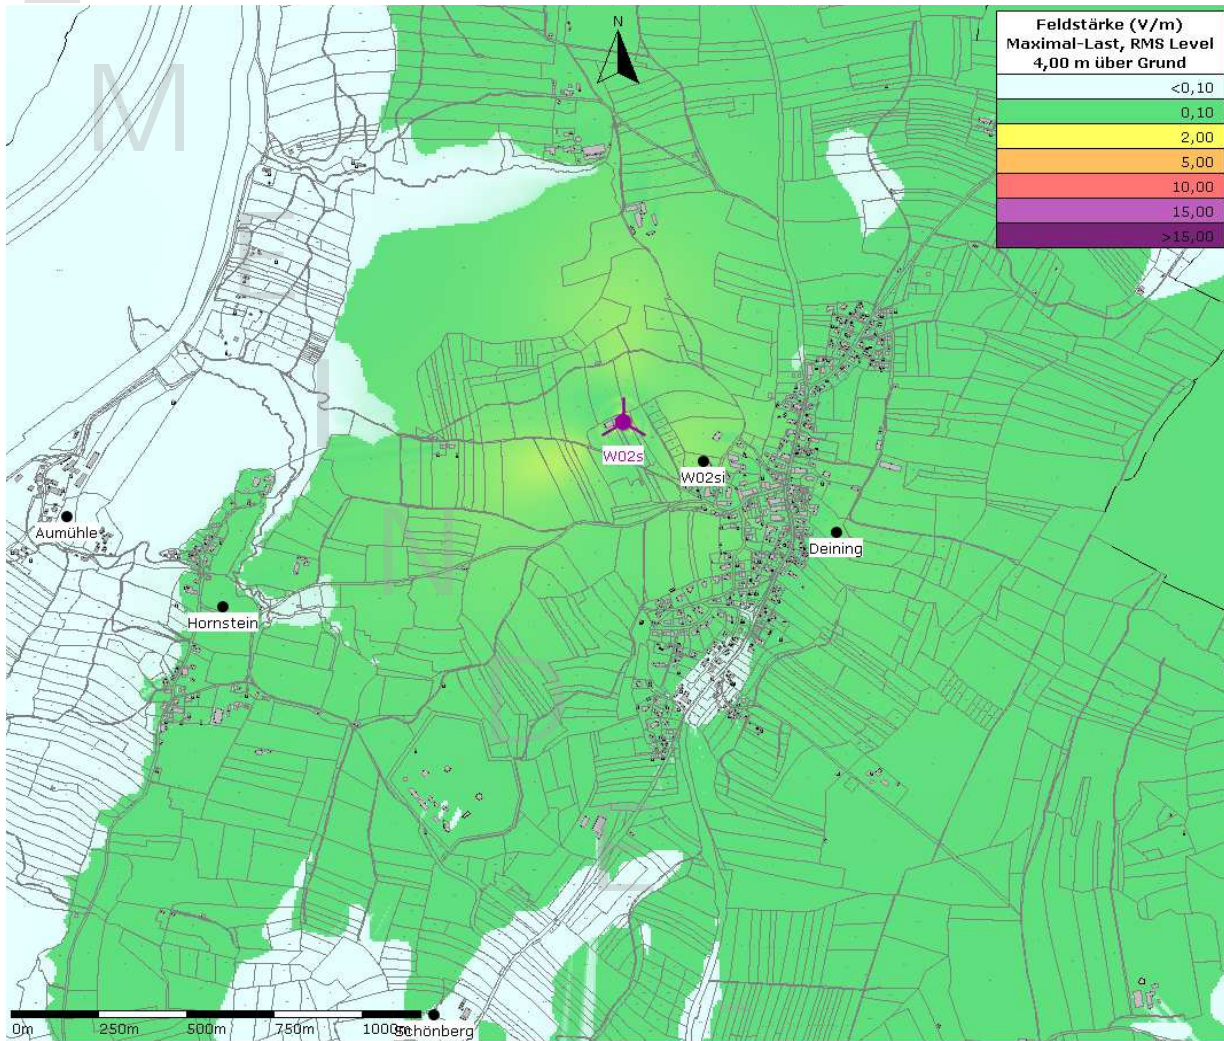 N
Feldstärke (V/m)
Maximal-Last, RMS Level
4,00 m über Grund
<0,10
0,10
2,00
5,00
10,00
15,00
>15,00
M
E
I
N
D
E
W02s
W02si
Aumühle
Deining
Hornstein
0m 250m 500m 750m 1000m
Schönberg